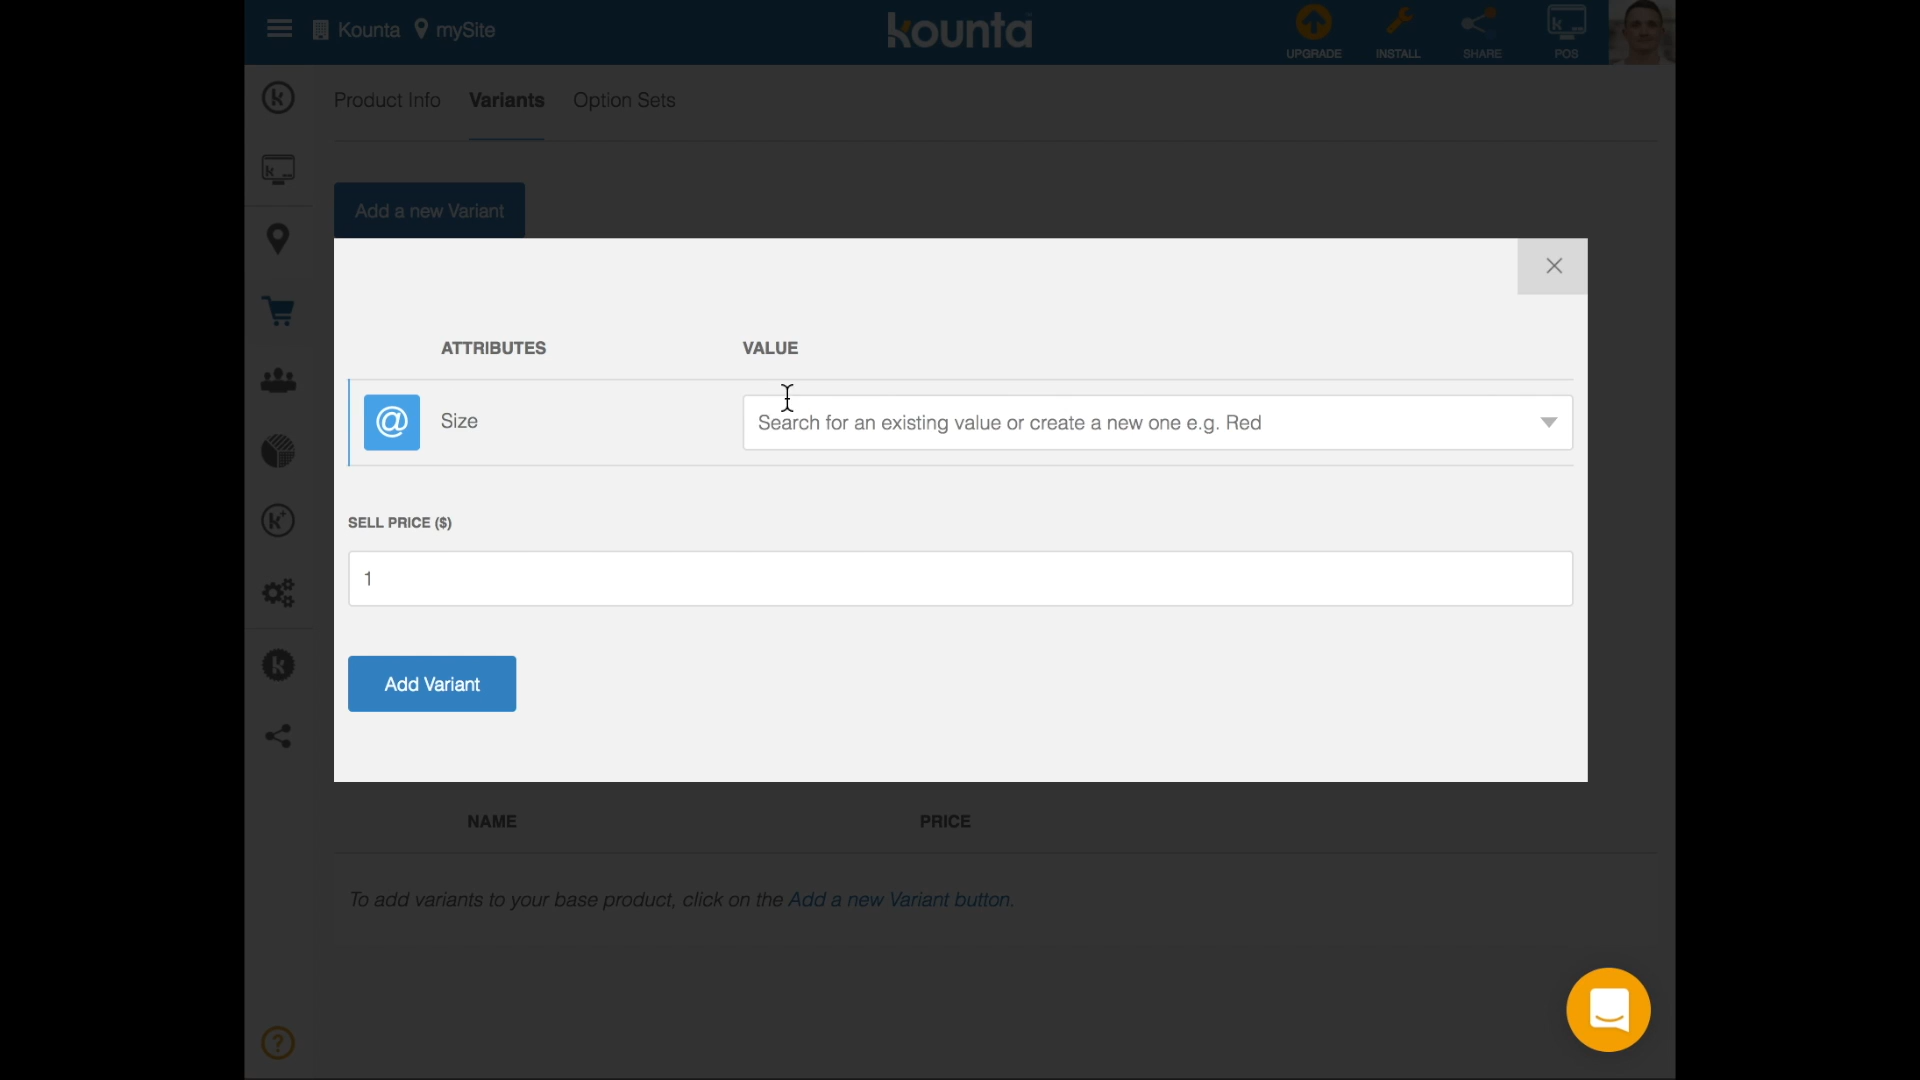 Kounta mySite
kounta
UPGRADE INSTALL SHARE POS
Product Info Variants Option Sets
Add a new Variant
ATTRIBUTES VALUE
@ Size Search for an existing value or create a new one e.g. Red
SELL PRICE ($)
1
Add Variant
NAME PRICE
To add variants to your base product, click on the Add a new Variant button.
?